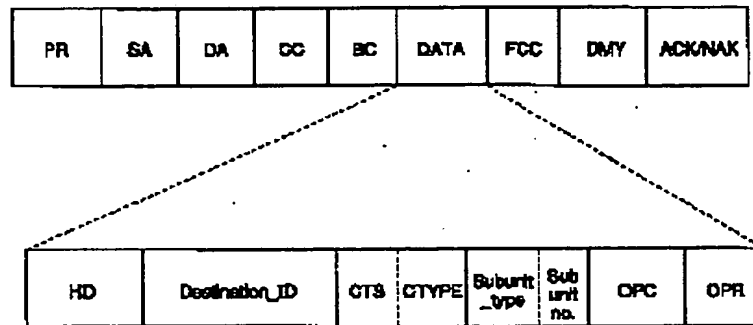 PR SA DA CC BC DATA FCC DMY ACK/NAK
HD Destination_ID CTS CTYPE Subunit_type Sub unit no. OPC OPR